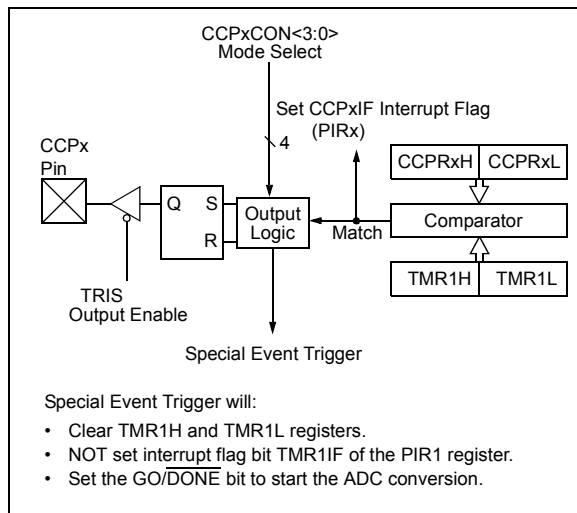 CCPxCON<3:0>
Mode Select
Set CCPxIF Interrupt Flag
(PIRx)
4
CCPx
Pin
CCPRxH CCPRxL
Q S
R
Output
Logic
Match
Comparator
TRIS
Output Enable
TMR1H TMR1L
Special Event Trigger
Special Event Trigger will:
• Clear TMR1H and TMR1L registers.
• NOT set interrupt flag bit TMR1IF of the PIR1 register.
• Set the GO/DONE bit to start the ADC conversion.